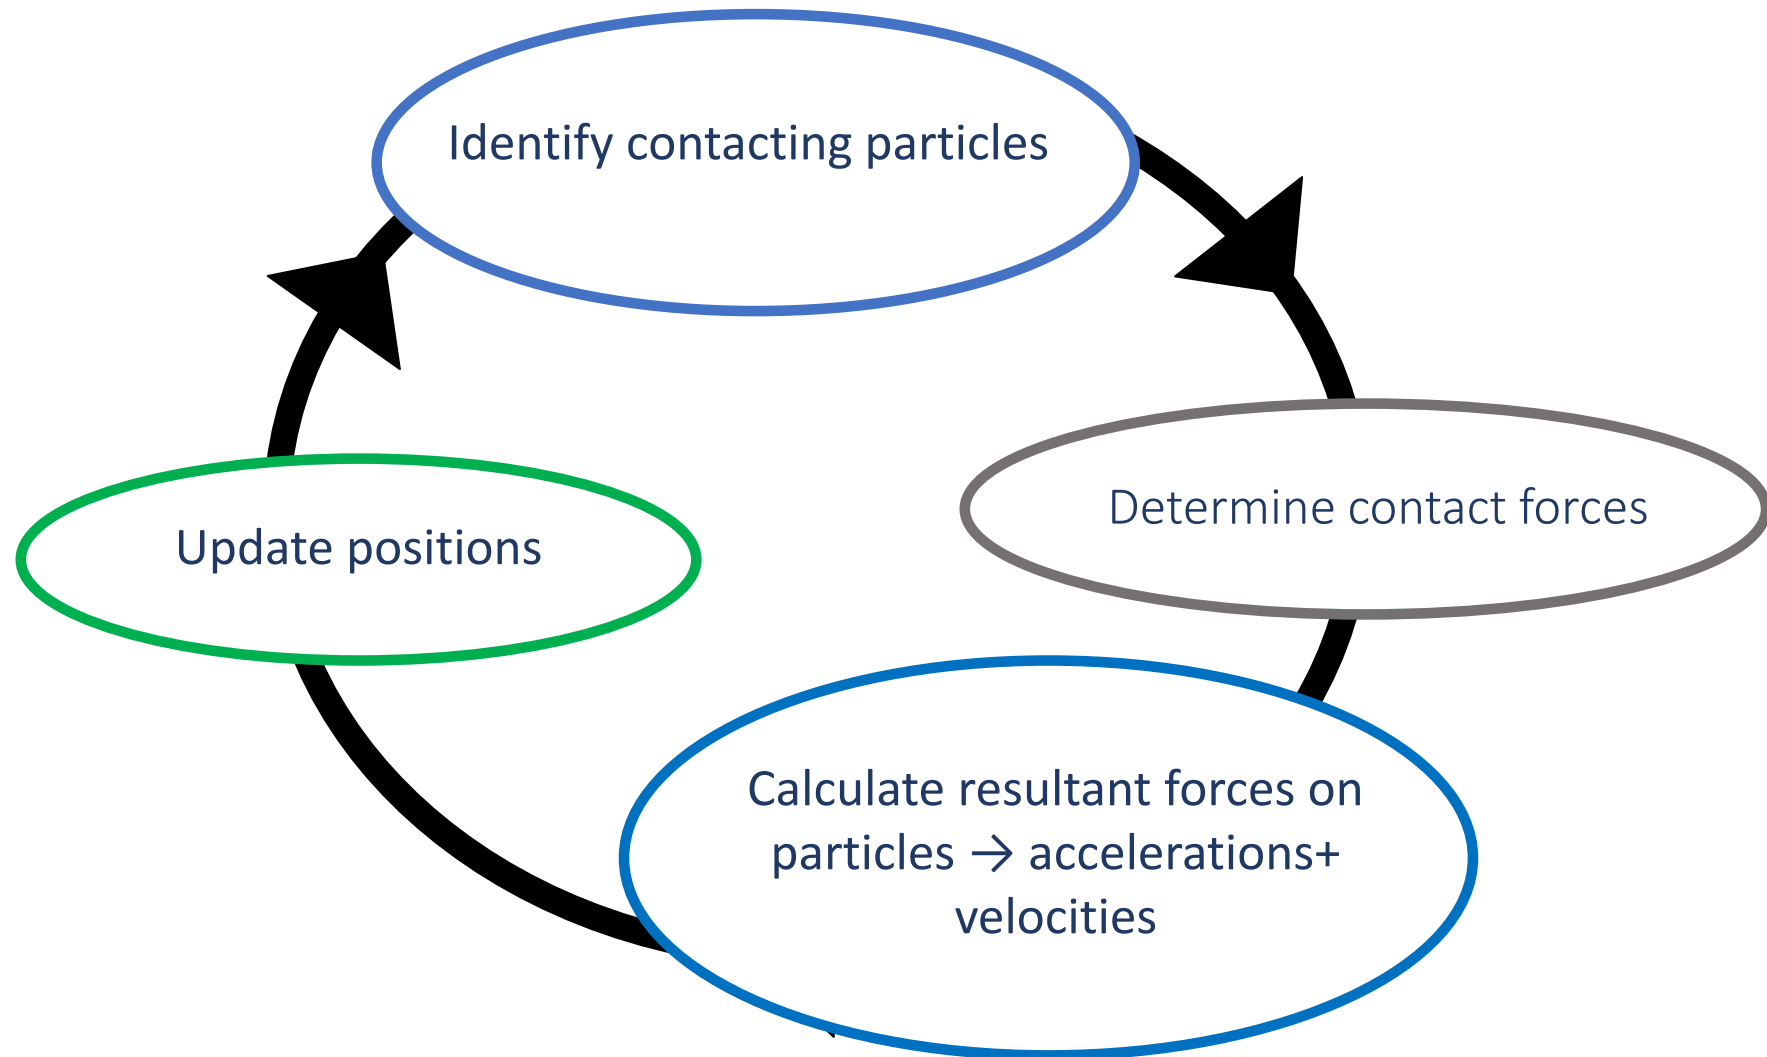 Identify contacting particles
Determine contact forces
Calculate resultant forces on
particles → accelerations+
velocities
Update positions